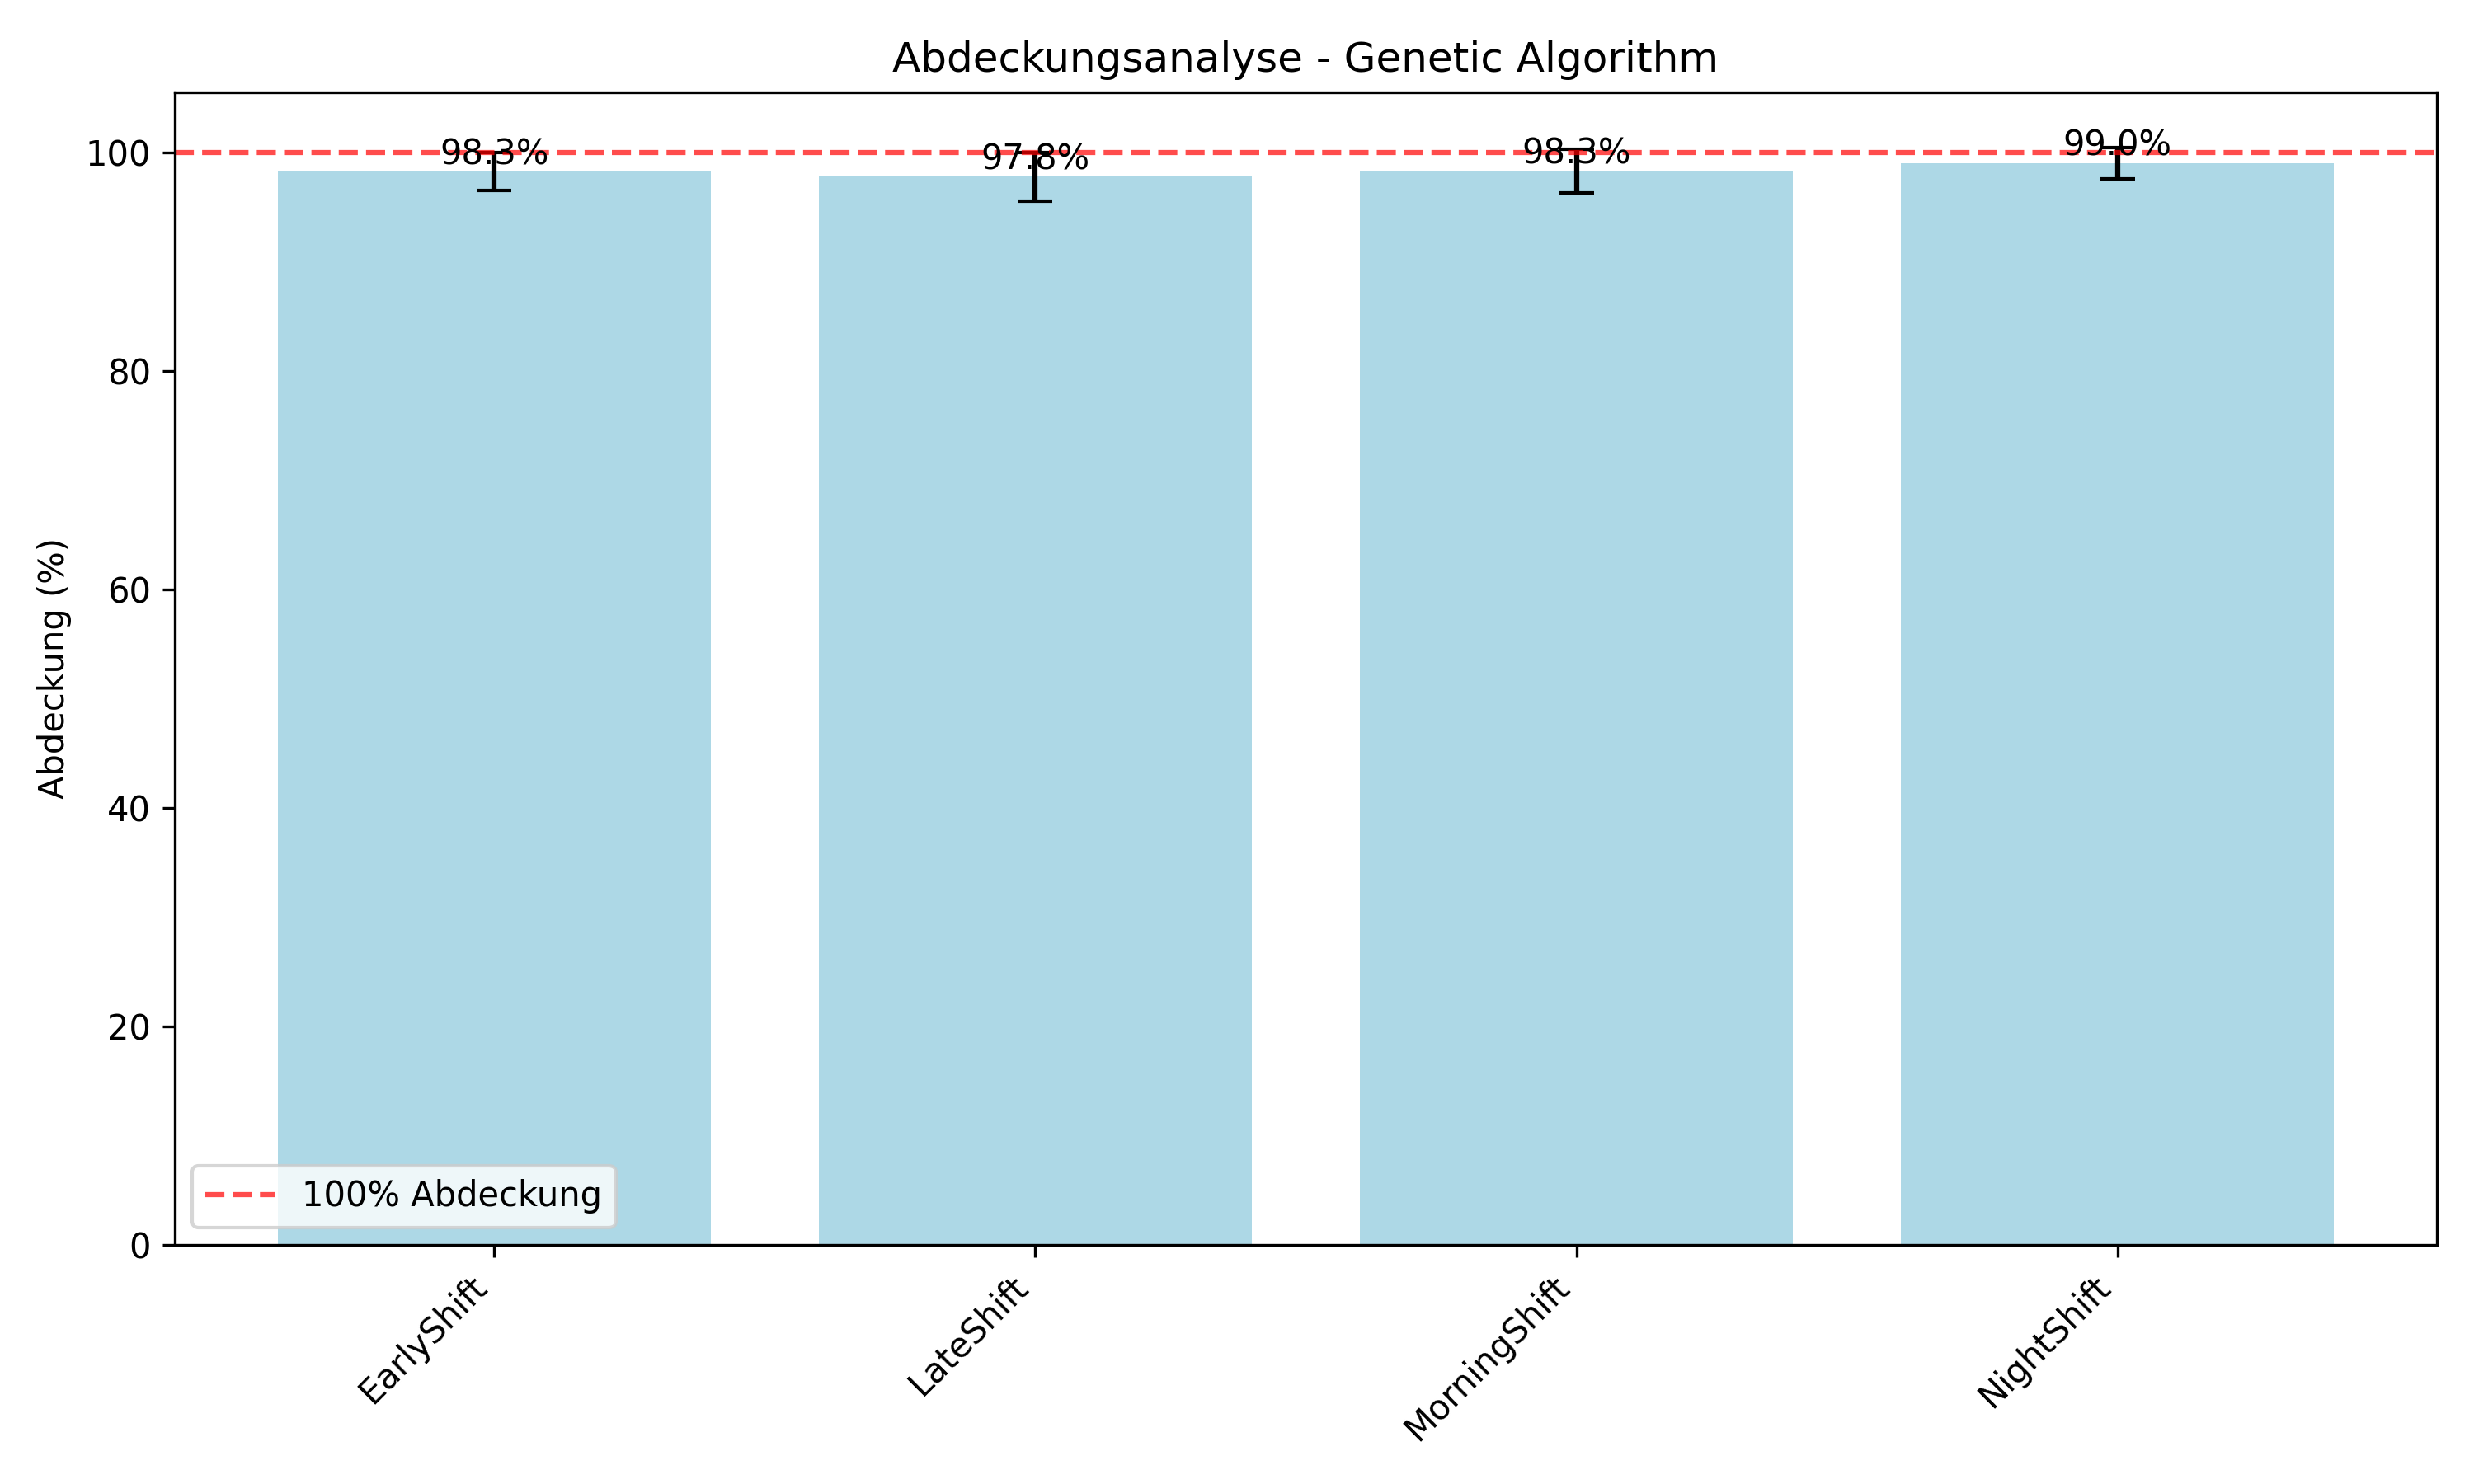 Abdeckungsanalyse - Genetic Algorithm
98.3%
97.8%
98.3%
99.0%
100
80
60
40
20
0
Abdeckung (%)
100% Abdeckung
EarlyShift
LateShift
MorningShift
NightShift